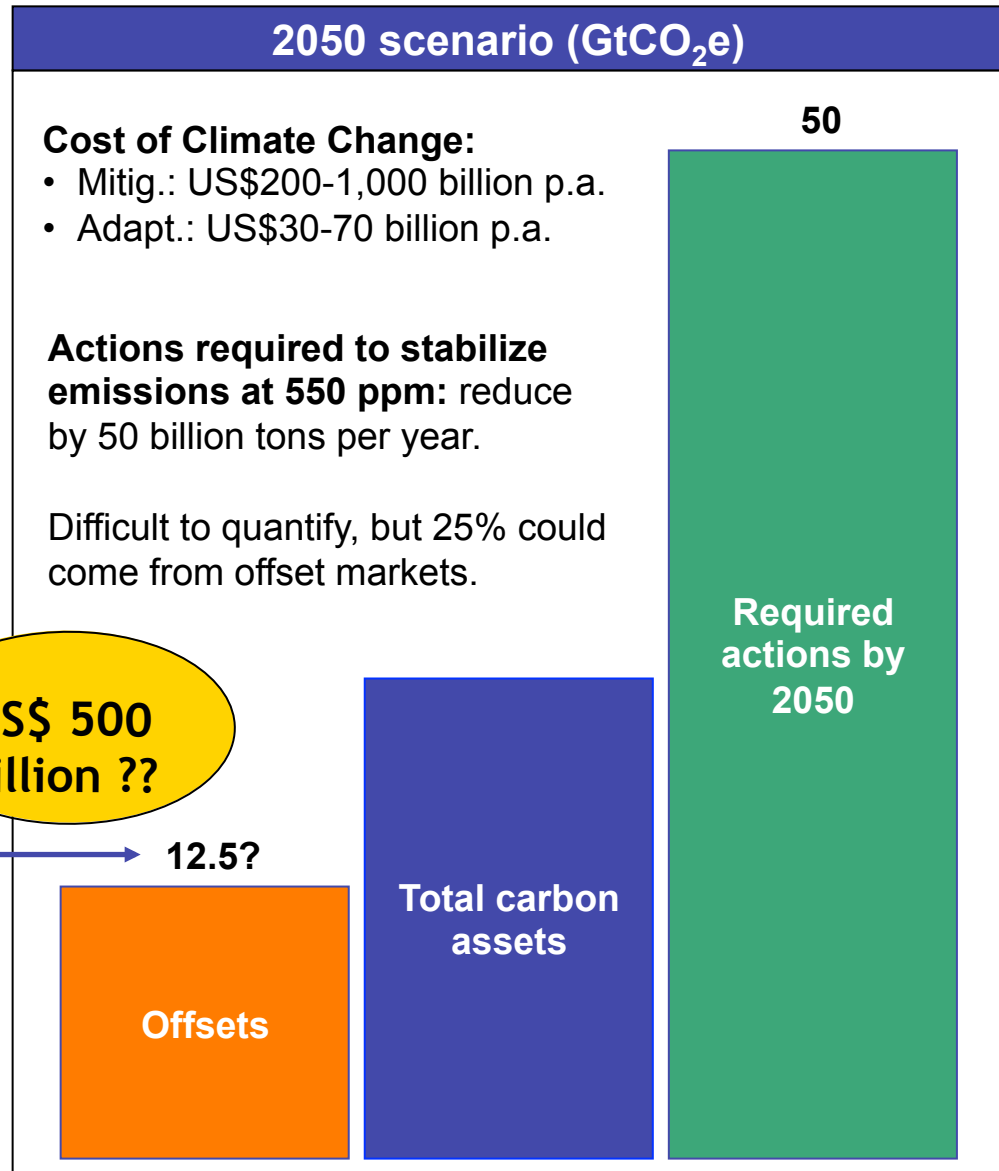 2050 scenario (GtCO₂e)
Cost of Climate Change:
• Mitig.: US$200-1,000 billion p.a.
• Adapt.: US$30-70 billion p.a.
50
Actions required to stabilize
emissions at 550 ppm: reduce
by 50 billion tons per year.
Difficult to quantify, but 25% could
come from offset markets.
Required
actions by
2050
S$ 500
illion ??
12.5?
Total carbon
assets
Offsets